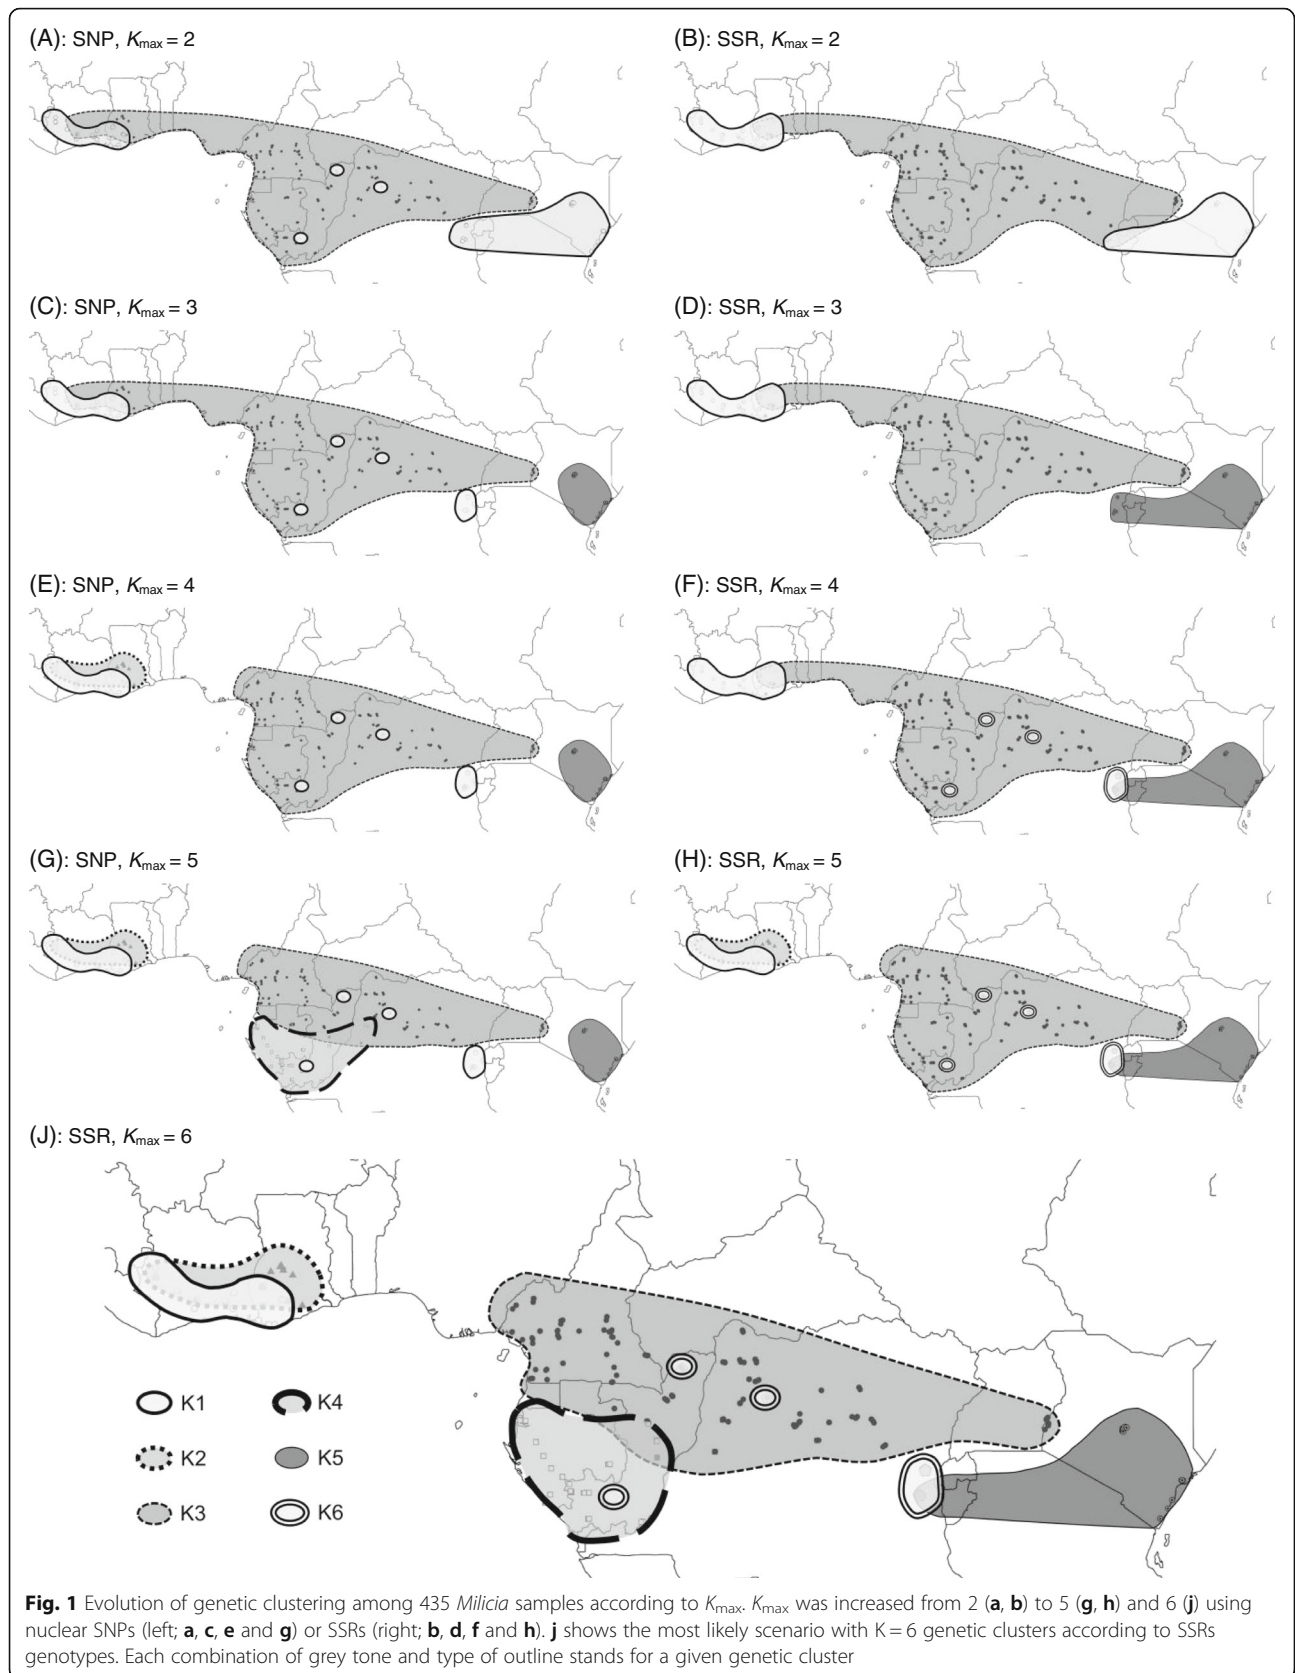 (A): SNP, Kmax = 2
(B): SSR, Kmax = 2
(C): SNP, Kmax = 3
(D): SSR, Kmax = 3
(E): SNP, Kmax = 4
(F): SSR, Kmax = 4
(G): SNP, Kmax = 5
(H): SSR, Kmax = 5
(J): SSR, Kmax = 6
K1
K4
K2
K5
K3
K6
Fig. 1 Evolution of genetic clustering among 435 Milicia samples according to Kmax. Kmax was increased from 2 (a, b) to 5 (g, h) and 6 (j) using
nuclear SNPs (left; a, c, e and g) or SSRs (right; b, d, f and h). j shows the most likely scenario with K = 6 genetic clusters according to SSRs
genotypes. Each combination of grey tone and type of outline stands for a given genetic cluster